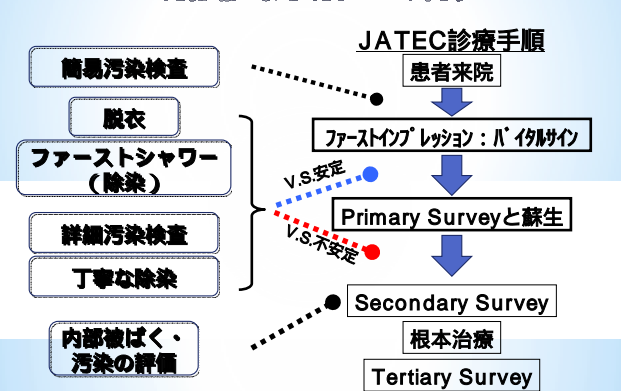 JATEC診療手順
簡易汚染検査
患者来院
脱衣
ファーストインプレッション：バイタルサイン
ファーストシャワー
（除染）
V.S.安定
Primary Surveyと蘇生
詳細汚染検査
V.S.不安定
丁寧な除染
Secondary Survey
内部被ばく・
汚染の評価
根本治療
Tertiary Survey